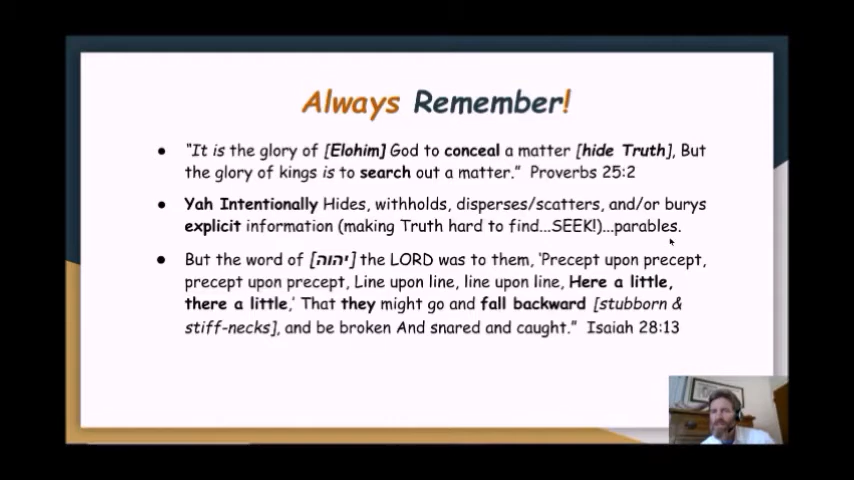 Always Remember!
● "It is the glory of [Elohim] God to conceal a matter [hide Truth], But
the glory of kings is to search out a matter." Proverbs 25:2
● Yah Intentionally Hides, withholds, disperses/scatters, and/or burys
explicit information (making Truth hard to find...SEEK!)...parables.
● But the word of [יהוה] the LORD was to them, 'Precept upon precept,
precept upon precept, Line upon line, line upon line, Here a little,
there a little,' That they might go and fall backward [stubborn &
stiff-necks], and be broken And snared and caught." Isaiah 28:13